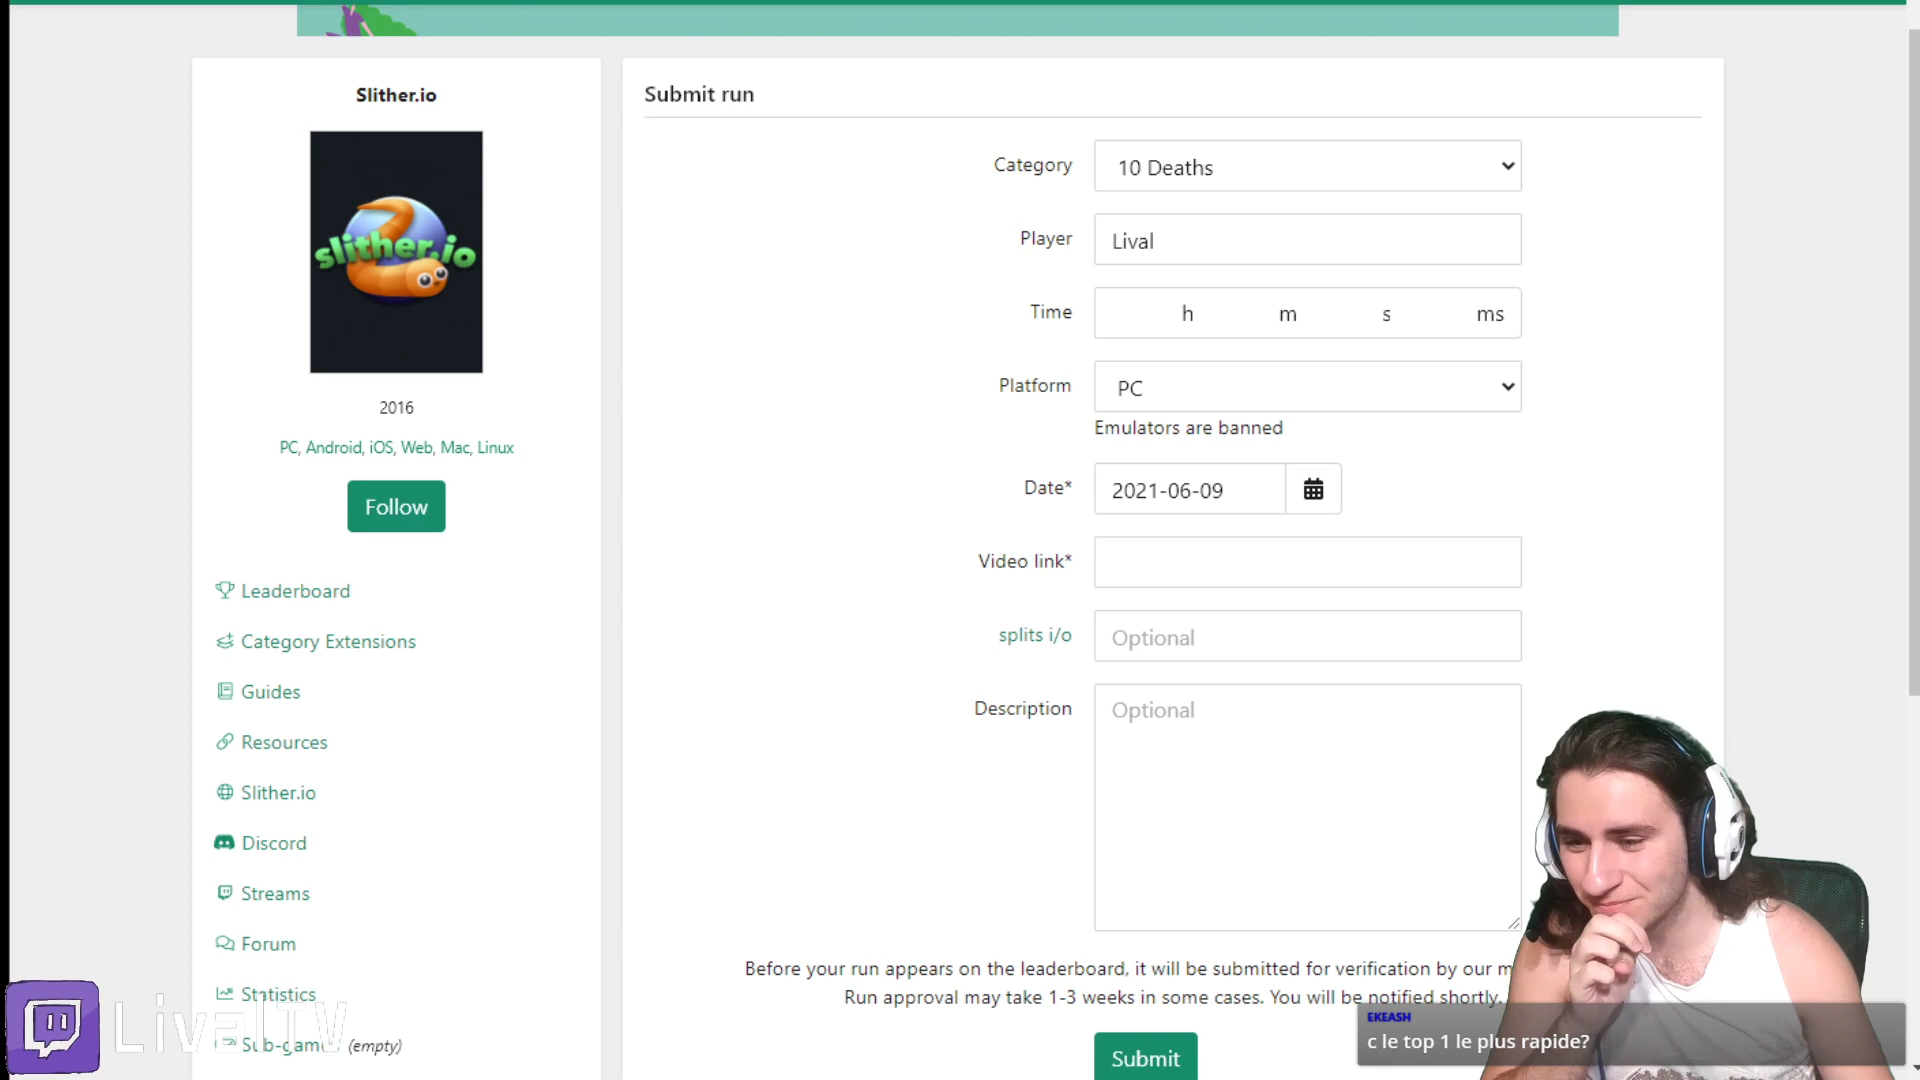 Slither.io
slither.io
2016
PC, Android, iOS, Web, Mac, Linux
Follow
Leaderboard
Category Extensions
Guides
Resources
Slither.io
Discord
Streams
Forum
Statistics
Sub-game (empty)
LivalTV
Submit run
Category 10 Deaths
Player Lival
Time h m s ms
Platform PC
Emulators are banned
Date* 2021-06-09
Video link*
splits i/o Optional
Description Optional
Before your run appears on the leaderboard, it will be submitted for verification by our m
Run approval may take 1-3 weeks in some cases. You will be notified shortly.
Submit
EKEASH
c le top 1 le plus rapide?